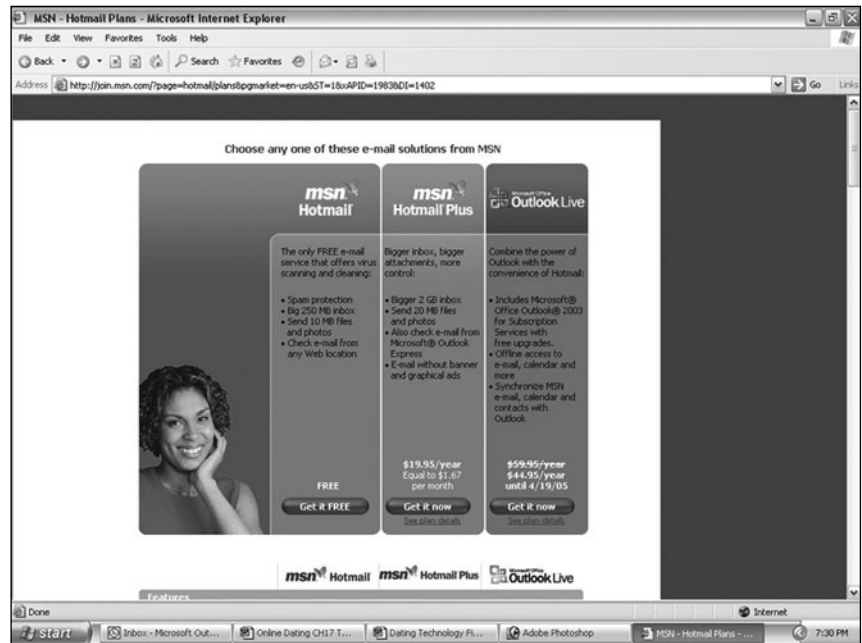 MSN - Hotmail Plans - Microsoft Internet Explorer
File Edit View Favorites Tools Help
Back Search Favorites
Address http://join.msn.com/?page=hotmail/plans&pgmarket=en-us&ST=1&xAPID=1983&DI=1402 Go Links
Choose any one of these e-mail solutions from MSN
msn Hotmail
The only FREE e-mail
service that offers virus
scanning and cleaning:
• Spam protection
• Big 250 MB inbox
• Send 10 MB files
and photos
• Check e-mail from
any Web location
FREE
Get it FREE
msn Hotmail Plus
Bigger inbox, bigger
attachments, more
control:
• Bigger 2 GB inbox
• Send 20 MB files
and photos
• Also check e-mail from
Microsoft® Outlook
Express
• E-mail without banner
and graphical ads
$19.95/year
Equal to $1.67
per month
Get it now
See plan details
Microsoft Office
Outlook Live
Combine the power of
Outlook with the
convenience of Hotmail:
• Includes Microsoft®
Office Outlook® 2003
for Subscription
Services with
free upgrades.
• Offline access to
e-mail, calendar and
more
• Synchronize MSN
e-mail, calendar and
contacts with
Outlook
$59.95/year
$44.95/year
until 4/19/05
Get it now
See plan details
msn Hotmail msn Hotmail Plus Microsoft Office Outlook Live
Features
Done Internet
start Inbox - Microsoft Out... Online Dating CH17 T... Dating Technology Fi... Adobe Photoshop MSN - Hotmail Plans - ... 7:30 PM